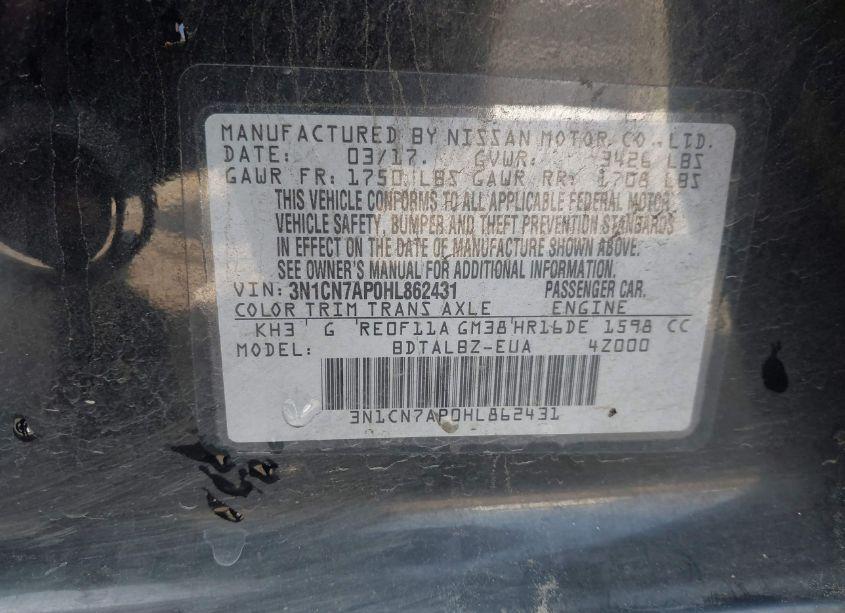 MANUFACTURED BY NISSAN MOTOR CO., LTD.
DATE: 03/17. GVWR: 3426 LBS
GAWR FR: 1750 LBS GAWR RR: 1708 LBS
THIS VEHICLE CONFORMS TO ALL APPLICABLE FEDERAL MOTOR
VEHICLE SAFETY, BUMPER AND THEFT PREVENTION STANDARDS
IN EFFECT ON THE DATE OF MANUFACTURE SHOWN ABOVE.
SEE OWNER'S MANUAL FOR ADDITIONAL INFORMATION.
VIN: 3N1CN7AP0HL862431 PASSENGER CAR.
COLOR TRIM TRANS AXLE ENGINE
KH3 G RE0F11A GM38 HR16DE 1598 CC
MODEL: BDTALBZ-EUA 4Z000
3N1CN7AP0HL862431